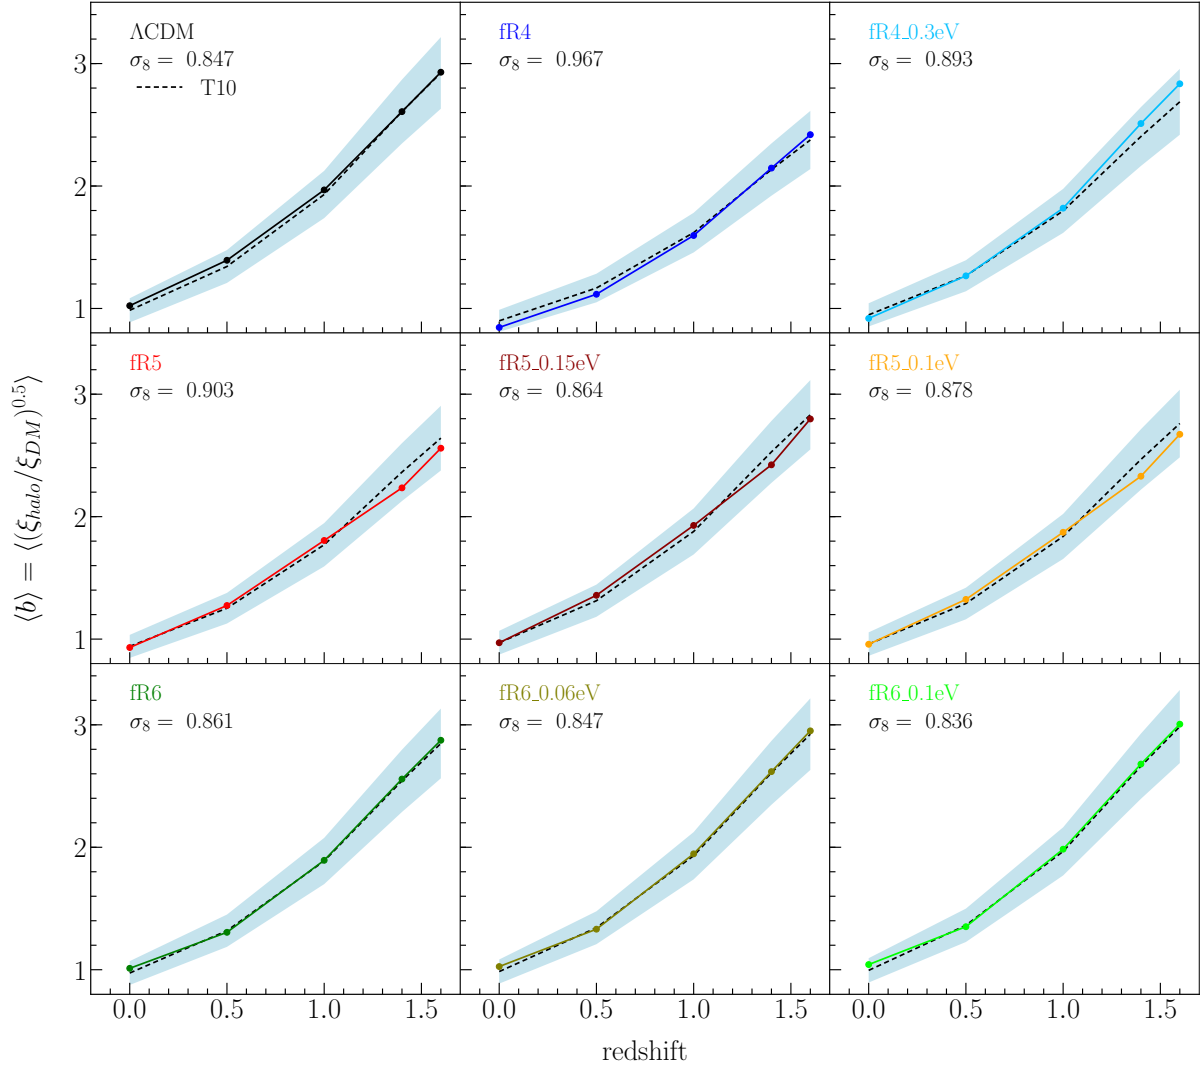 ΛCDM
σ₈ = 0.847
T10
fR4
σ₈ = 0.967
fR4_0.3eV
σ₈ = 0.893
3
2
1
fR5
σ₈ = 0.903
fR5_0.15eV
σ₈ = 0.864
fR5_0.1eV
σ₈ = 0.878
3
2
1
⟨b⟩ = ⟨(ξ_halo/ξ_DM)^0.5⟩
fR6
σ₈ = 0.861
fR6_0.06eV
σ₈ = 0.847
fR6_0.1eV
σ₈ = 0.836
3
2
1
0.0 0.5 1.0 1.5 0.0 0.5 1.0 1.5 0.0 0.5 1.0 1.5
redshift